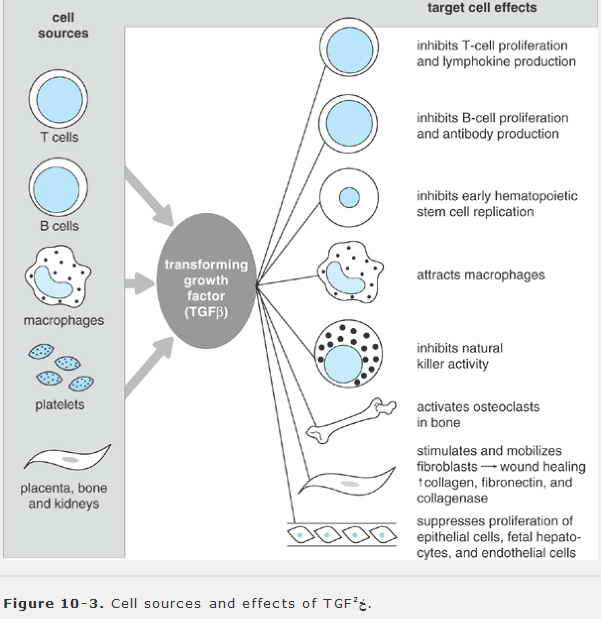 cell
sources
T cells
B cells
macrophages
platelets
placenta, bone
and kidneys
transforming
growth
factor
(TGFβ)
target cell effects
inhibits T-cell proliferation
and lymphokine production
inhibits B-cell proliferation
and antibody production
inhibits early hematopoietic
stem cell replication
attracts macrophages
inhibits natural
killer activity
activates osteoclasts
in bone
stimulates and mobilizes
fibroblasts → wound healing
↑collagen, fibronectin, and
collagenase
suppresses proliferation of
epithelial cells, fetal hepato-
cytes, and endothelial cells
Figure 10-3. Cell sources and effects of TGF²خ.